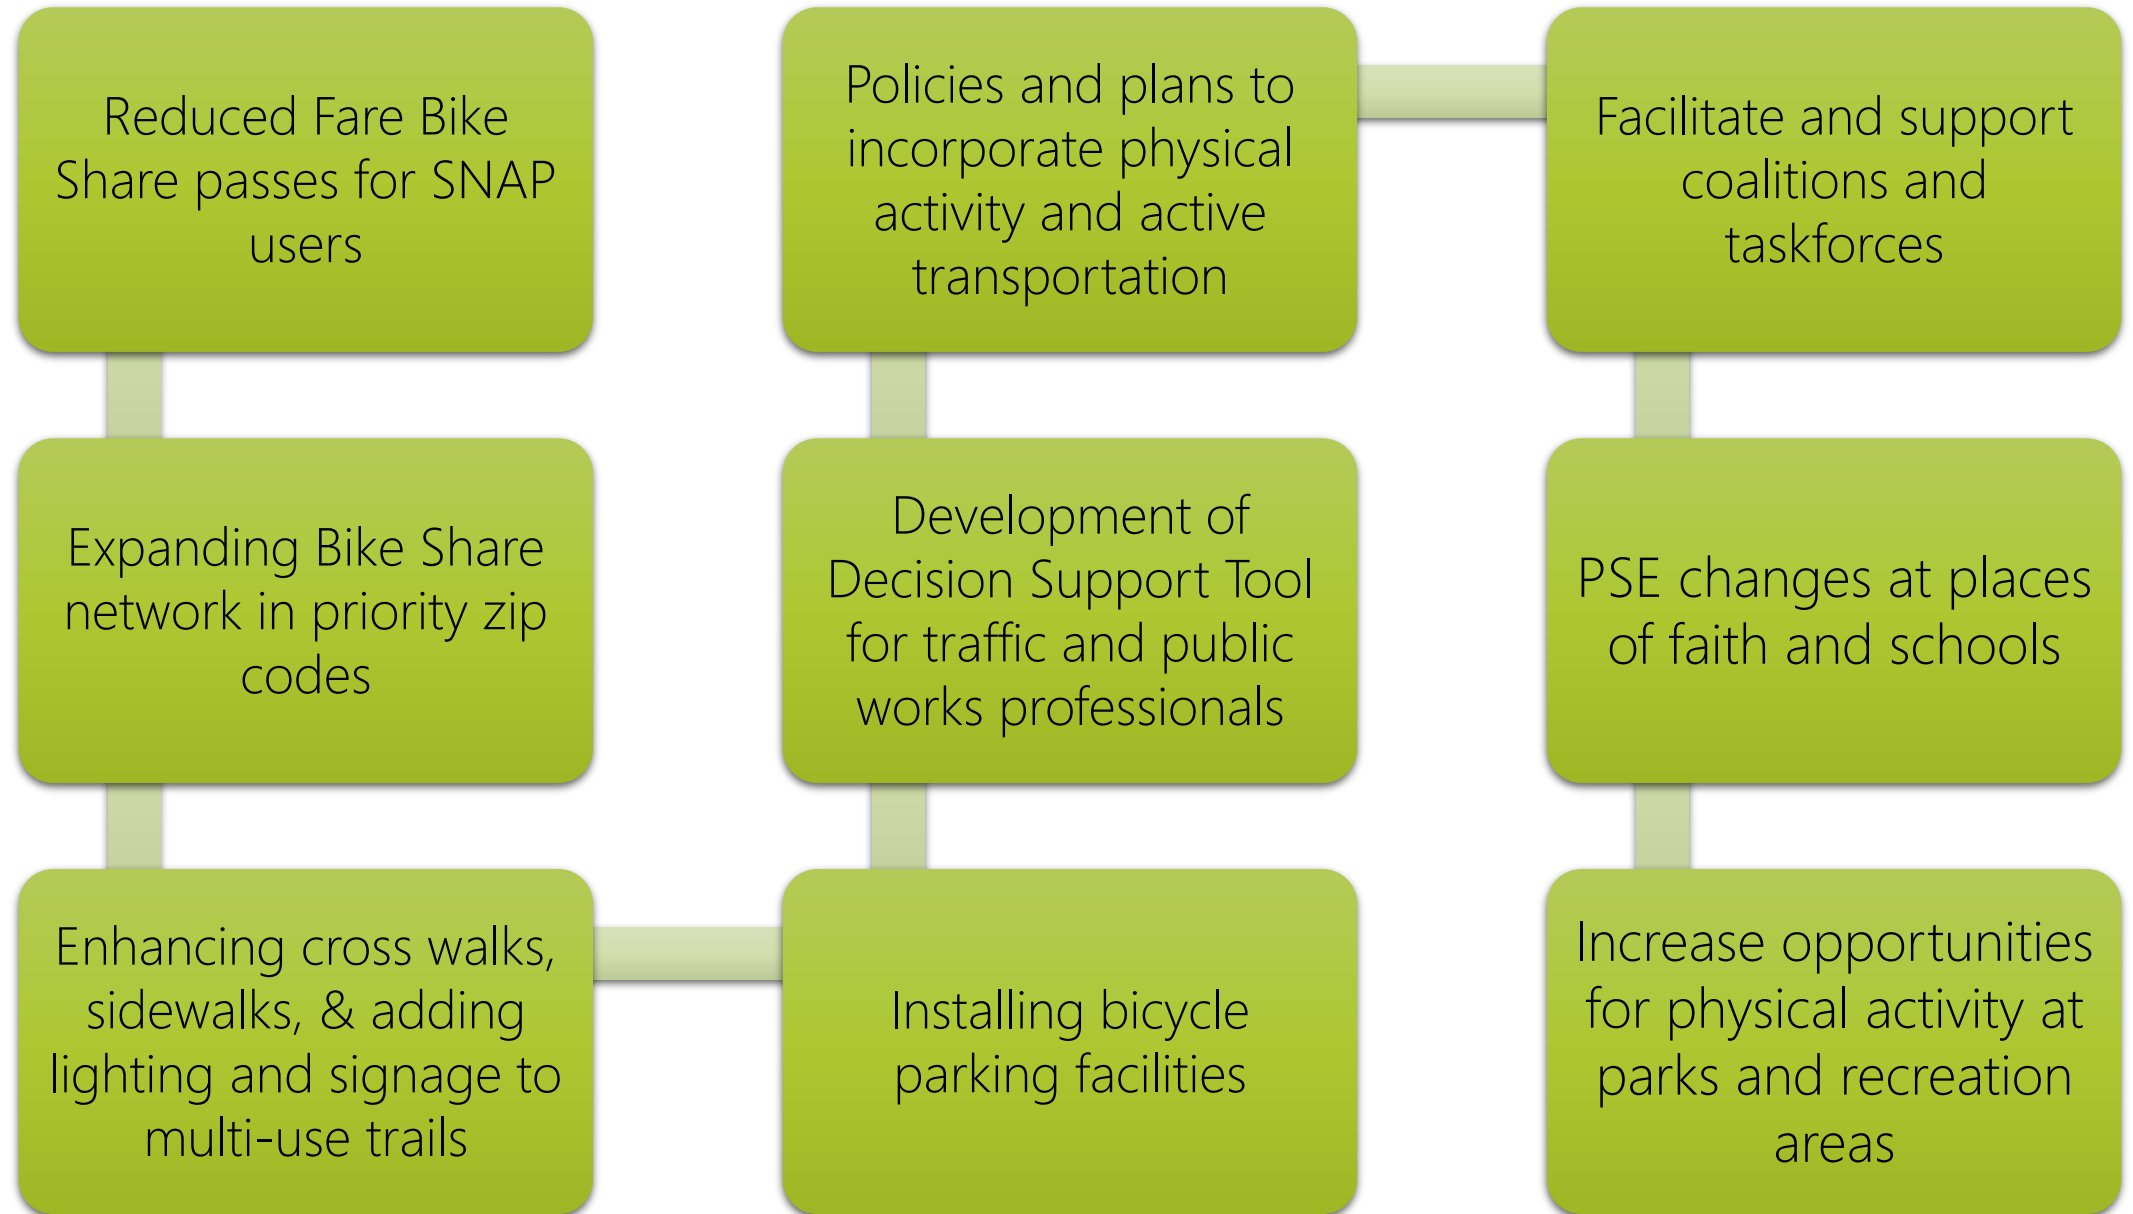 Reduced Fare Bike
Share passes for SNAP
users
Expanding Bike Share
network in priority zip
codes
Enhancing cross walks,
sidewalks, & adding
lighting and signage to
multi-use trails
Installing bicycle
parking facilities
Development of
Decision Support Tool
for traffic and public
works professionals
Policies and plans to
incorporate physical
activity and active
transportation
Facilitate and support
coalitions and
taskforces
PSE changes at places
of faith and schools
Increase opportunities
for physical activity at
parks and recreation
areas